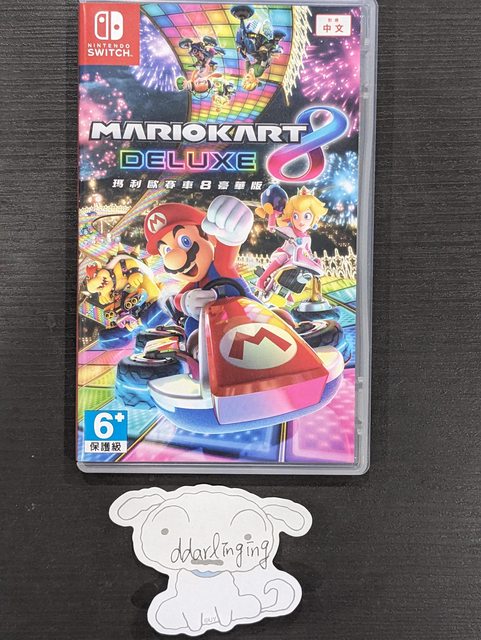 NINTENDO
SWITCH
對應
中文
MARIOKART 8
DELUXE
瑪利歐賽車8豪華版
M
6+
保護級
ddarlinging